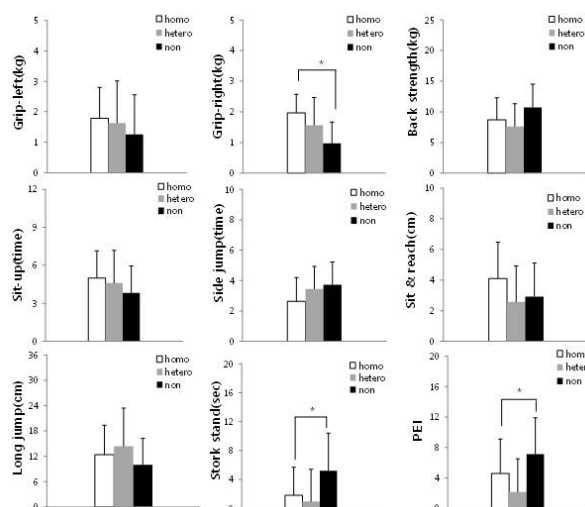 Grip-left(kg)
5
4
3
2
1
0
homo
hetero
non
Grip-right(kg)
5
4
3
2
1
0
*
homo
hetero
non
Back strength(kg)
25
20
15
10
5
0
homo
hetero
non
Sit-up(time)
12
9
6
3
0
homo
hetero
non
Side jump(time)
10
8
6
4
2
0
homo
hetero
non
Sit & reach(cm)
10
8
6
4
2
0
homo
hetero
non
Long jump(cm)
36
30
24
18
12
6
0
homo
hetero
non
Stork stand(sec)
20
16
12
8
4
0
*
homo
hetero
non
PEI
20
16
12
8
4
0
*
homo
heter
non